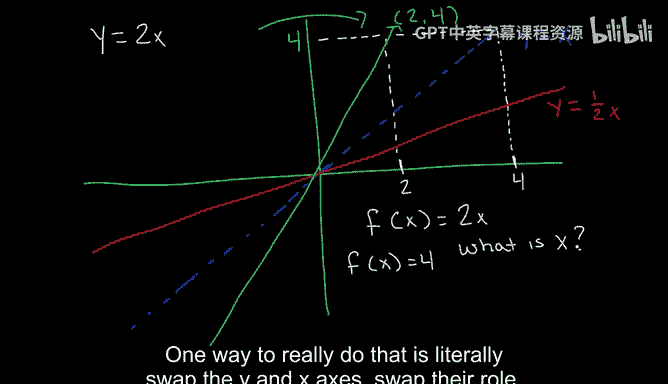 y = 2x
4
(2,4)
GPT中英字幕课程资源 bilibili
y = 1/2 x
2
4
f(x) = 2x
f(x) = 4 what is x?
One way to really do that is literally
swap the y and x axes, swap their role